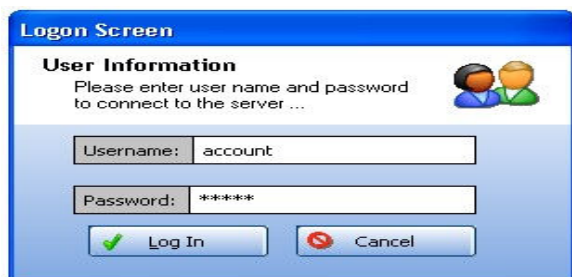 Logon Screen
User Information
Please enter user name and password
to connect to the server ...
Username: account
Password: *****
Log In Cancel